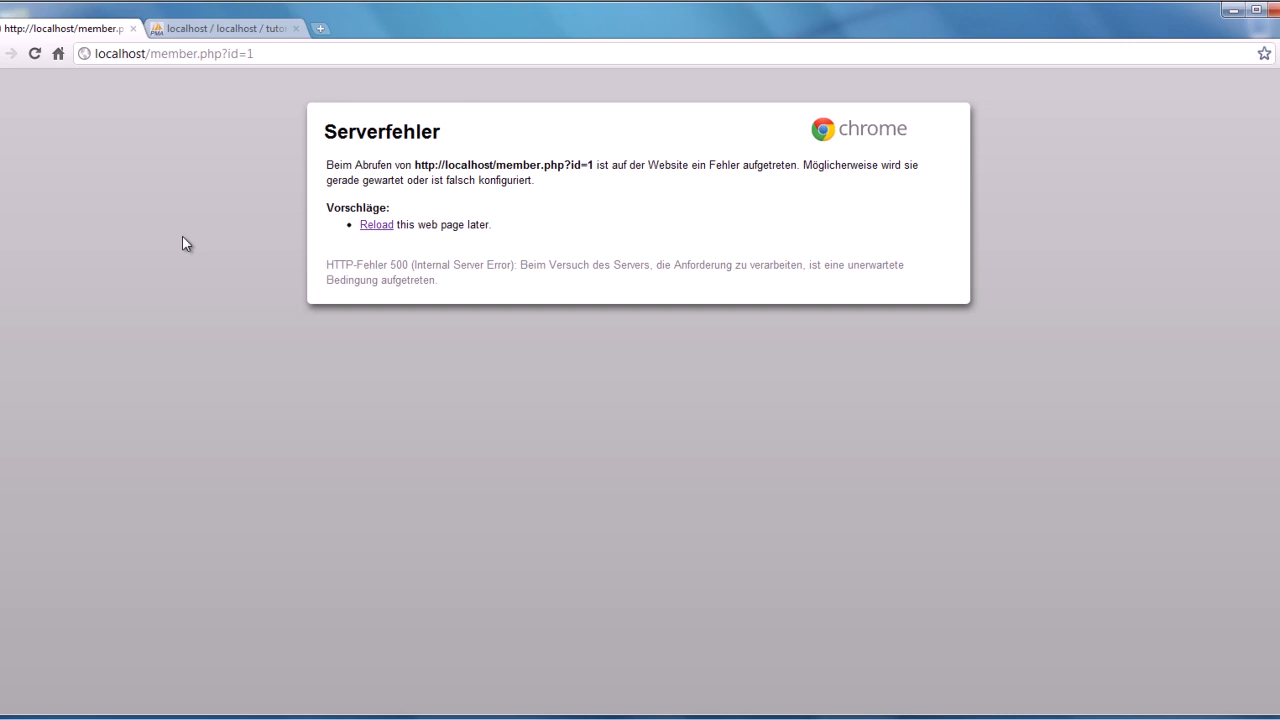 http://localhost/member.p
localhost / localhost / tutor
localhost/member.php?id=1
Serverfehler
chrome
Beim Abrufen von http://localhost/member.php?id=1 ist auf der Website ein Fehler aufgetreten. Möglicherweise wird sie
gerade gewartet oder ist falsch konfiguriert.
Vorschläge:
Reload this web page later.
HTTP-Fehler 500 (Internal Server Error): Beim Versuch des Servers, die Anforderung zu verarbeiten, ist eine unerwartete
Bedingung aufgetreten.